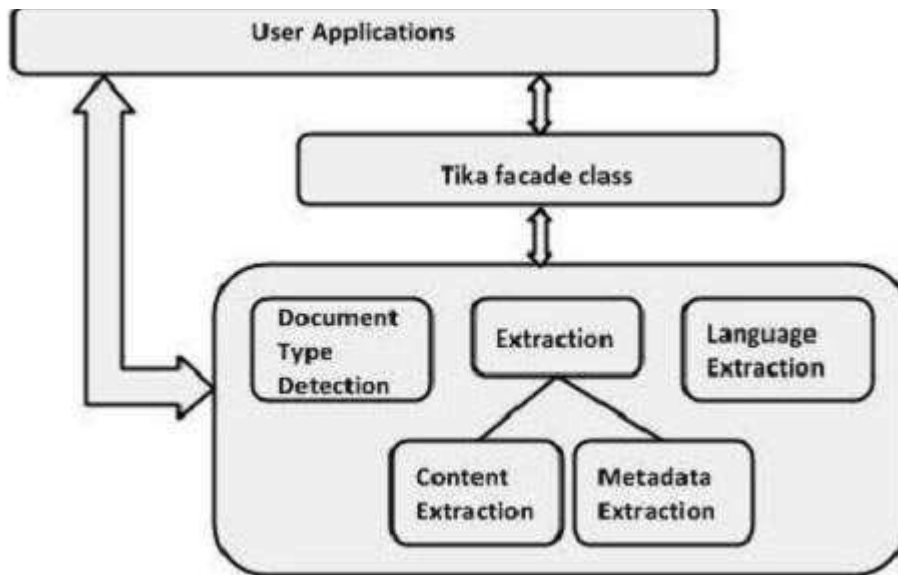 User Applications
Tika facade class
Document
Type
Detection
Extraction
Language
Extraction
Content
Extraction
Metadata
Extraction